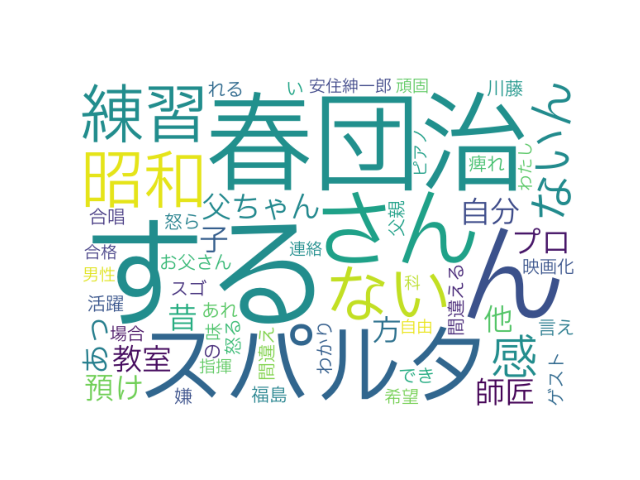 れる
い
安住紳一郎
頑固
川藤
練習
春団治
ピアノ
痺れ
わたし
ないん
昭和
父ちゃん
さん
父親
自分
合唱
怒ら
子
プロ
する
ん
合格
お父さん
連絡
ない
科
間違える
映画化
男性
スゴ
活躍
あれ
昔
味
怒る
方
自由
他
言え
あっ
場合
の
指揮
間違え
わかり
スパルタ
感
教室
預け
嫌
福島
でき
希望
師匠
ゲスト